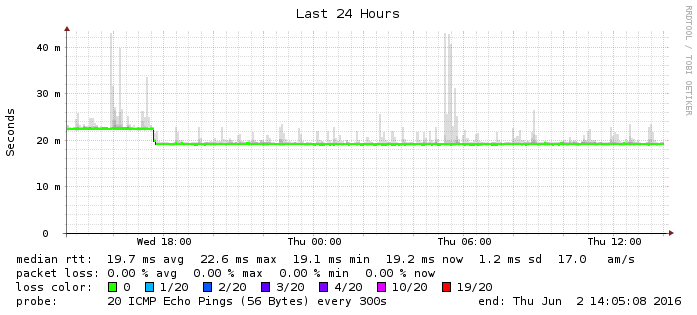 Last 24 Hours
RRDTOOL / TOBI OETIKER
Seconds
40 m
30 m
20 m
10 m
0
Wed 18:00 Thu 00:00 Thu 06:00 Thu 12:00
median rtt: 19.7 ms avg 22.6 ms max 19.1 ms min 19.2 ms now 1.2 ms sd 17.0 am/s
packet loss: 0.00 % avg 0.00 % max 0.00 % min 0.00 % now
loss color: 0 1/20 2/20 3/20 4/20 10/20 19/20
probe: 20 ICMP Echo Pings (56 Bytes) every 300s end: Thu Jun 2 14:05:08 2016